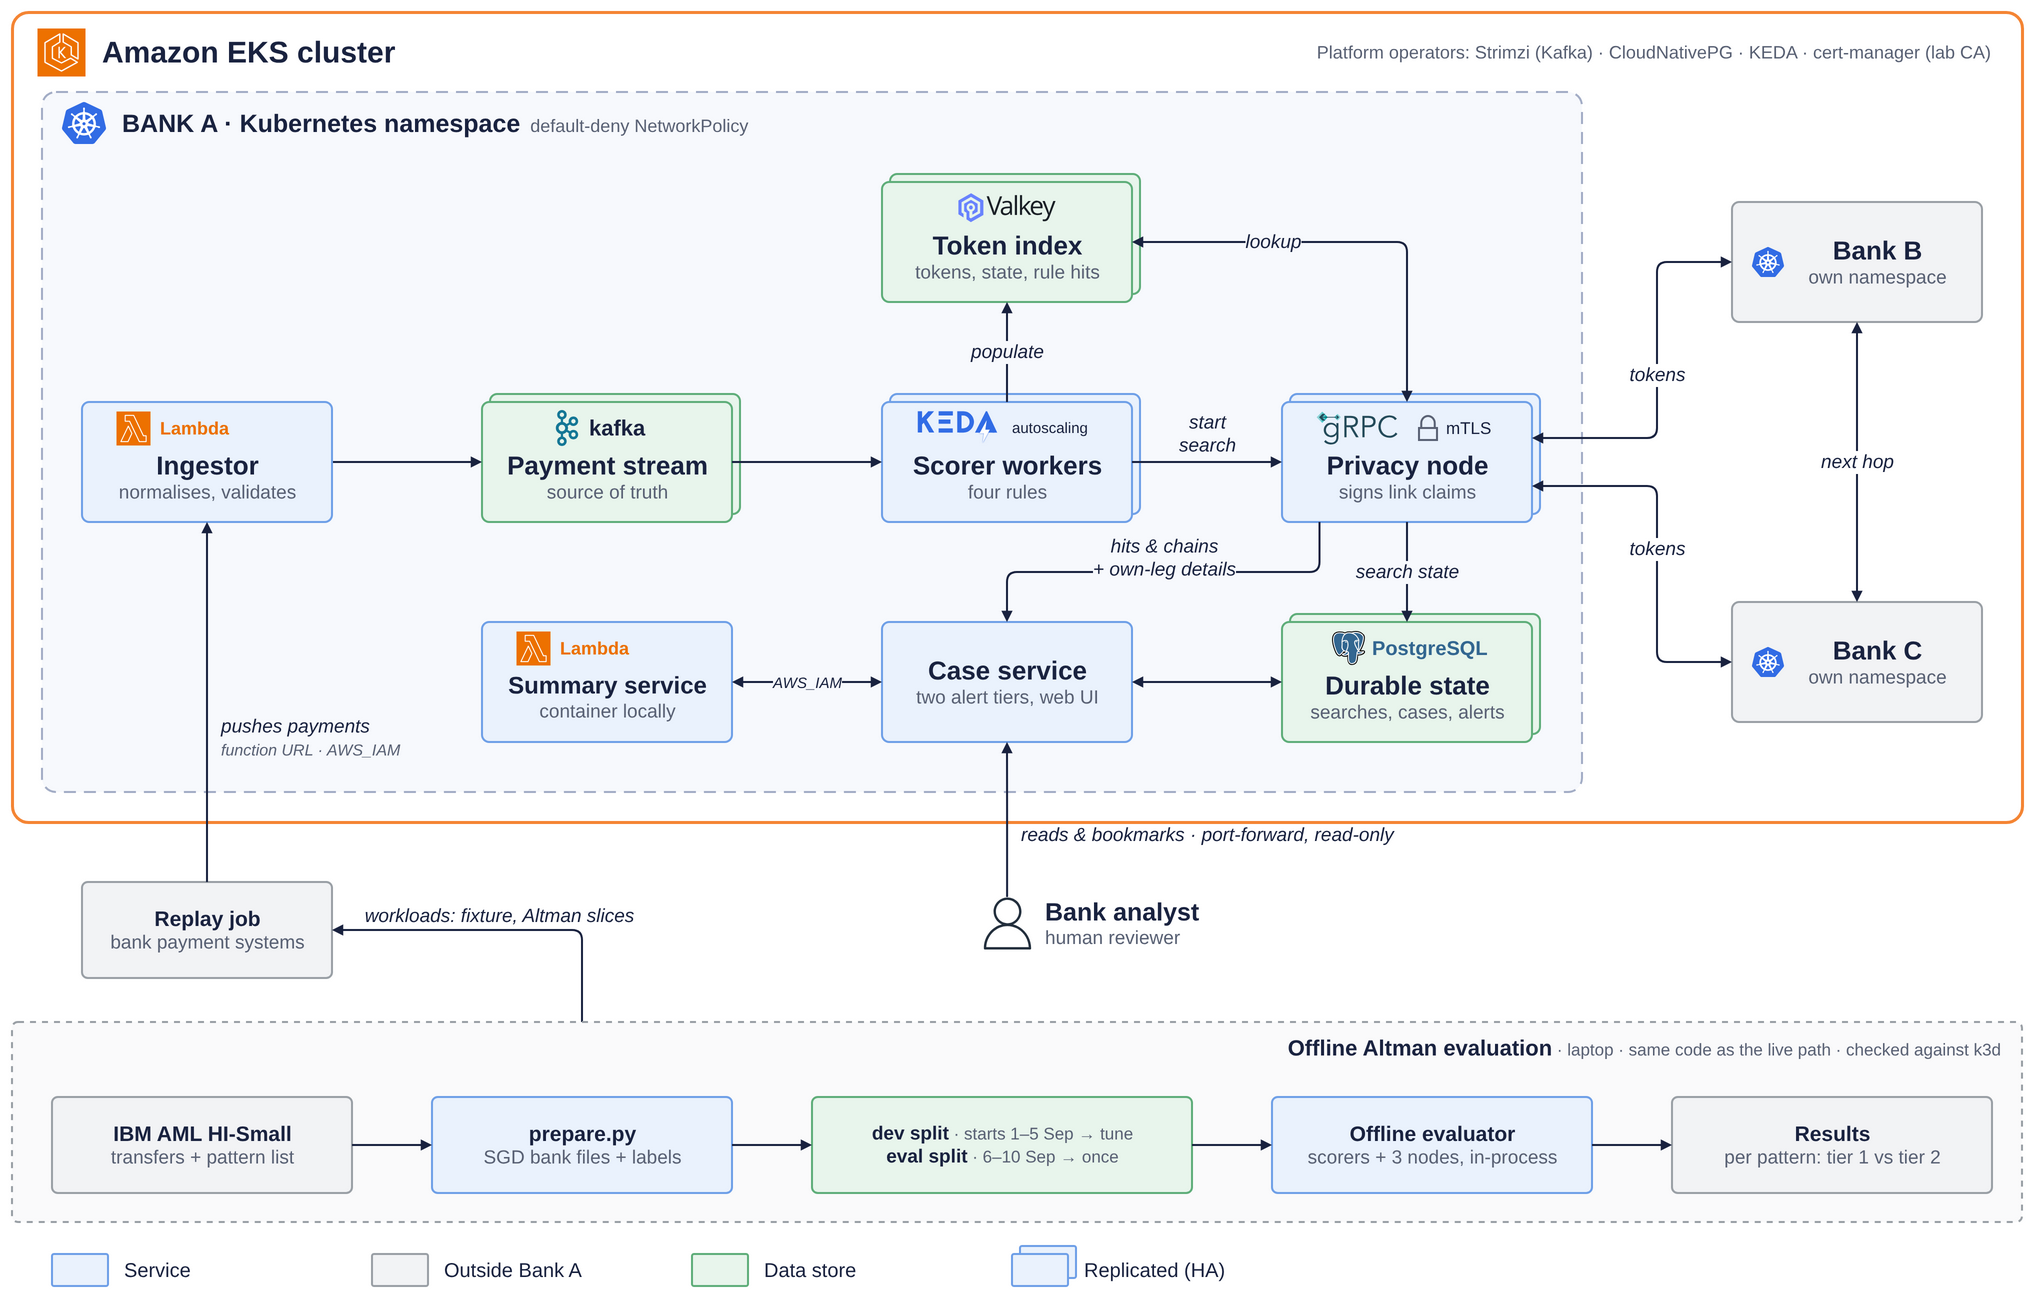 Amazon EKS cluster
Platform operators: Strimzi (Kafka) · CloudNativePG · KEDA · cert-manager (lab CA)
BANK A · Kubernetes namespace default-deny NetworkPolicy
Valkey
Token index
tokens, state, rule hits
lookup
Bank B
own namespace
populate
tokens
Lambda
Ingestor
normalises, validates
kafka
Payment stream
source of truth
KEDA autoscaling
Scorer workers
four rules
start
search
gRPC mTLS
Privacy node
signs link claims
next hop
hits & chains
+ own-leg details
search state
tokens
Lambda
Summary service
container locally
AWS_IAM
Case service
two alert tiers, web UI
PostgreSQL
Durable state
searches, cases, alerts
Bank C
own namespace
pushes payments
function URL · AWS_IAM
reads & bookmarks · port-forward, read-only
Replay job
bank payment systems
workloads: fixture, Altman slices
Bank analyst
human reviewer
Offline Altman evaluation · laptop · same code as the live path · checked against k3d
IBM AML HI-Small
transfers + pattern list
prepare.py
SGD bank files + labels
dev split · starts 1–5 Sep → tune
eval split · 6–10 Sep → once
Offline evaluator
scorers + 3 nodes, in-process
Results
per pattern: tier 1 vs tier 2
Service
Outside Bank A
Data store
Replicated (HA)